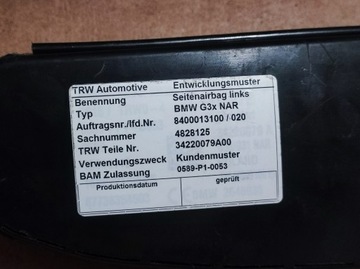 TRW Automotive Entwicklungsmuster
Benennung Seitenairbag links
Typ BMW G3x NAR
Auftragsnr./lfd.Nr. 8400013100 / 020
Sachnummer 4828125
TRW Teile Nr. 34220079A00
Verwendungszweck Kundenmuster
BAM Zulassung 0589-P1-0053
Produktionsdatum geprüft